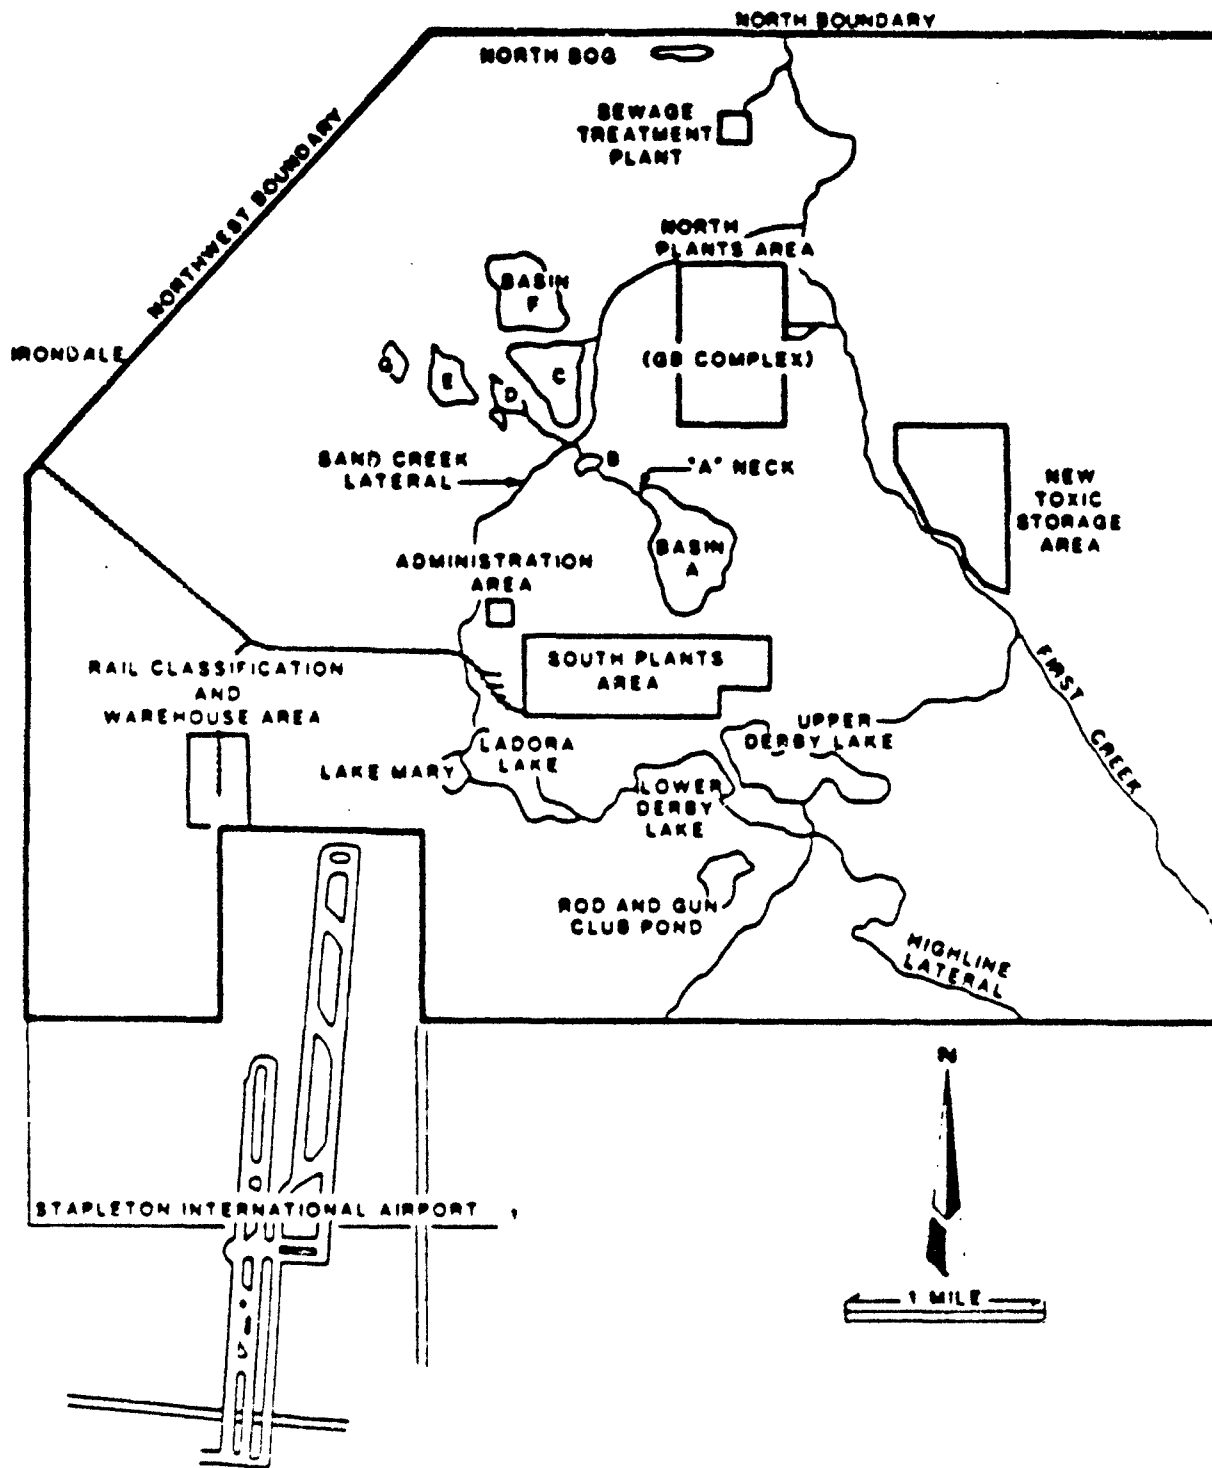 NORTH BOUNDARY
NORTH BOG
SEWAGE
TREATMENT
PLANT
NORTHWEST BOUNDARY
NORTH
PLANTS AREA
BASIN
F
IRONDALE
G
E
D
C
(GB COMPLEX)
SAND CREEK
LATERAL
B
"A" NECK
NEW
TOXIC
STORAGE
AREA
BASIN
A
ADMINISTRATION
AREA
SOUTH PLANTS
AREA
FIRST CREEK
RAIL CLASSIFICATION
AND
WAREHOUSE AREA
UPPER
DERBY LAKE
LADORA
LAKE
LAKE MARY
LOWER
DERBY
LAKE
ROD AND GUN
CLUB POND
HIGHLINE
LATERAL
N
STAPLETON INTERNATIONAL AIRPORT
1 MILE